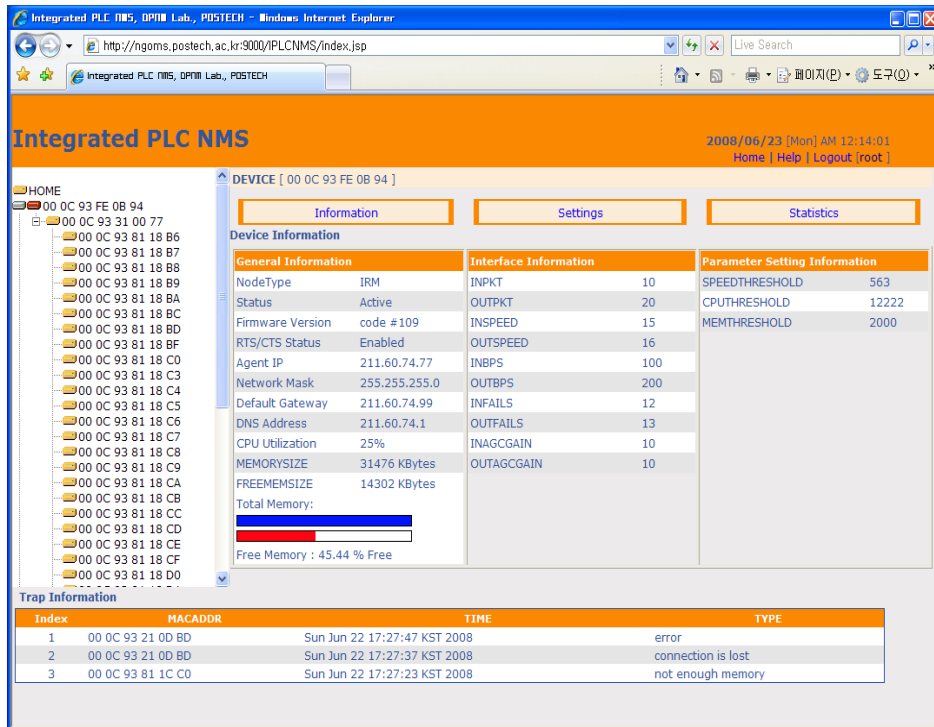 Integrated PLC NMS, DPNM Lab., POSTECH - Windows Internet Explorer
http://ngoms.postech.ac.kr:9000/IPLCNMS/index.jsp
Live Search
Integrated PLC NMS, DPNM Lab., POSTECH
페이지(P)
도구(O)
Integrated PLC NMS
2008/06/23 [Mon] AM 12:14:01
Home | Help | Logout [root ]
HOME
00 0C 93 FE 0B 94
00 0C 93 31 00 77
00 0C 93 81 18 B6
00 0C 93 81 18 B7
00 0C 93 81 18 B8
00 0C 93 81 18 B9
00 0C 93 81 18 BA
00 0C 93 81 18 BC
00 0C 93 81 18 BD
00 0C 93 81 18 BF
00 0C 93 81 18 C0
00 0C 93 81 18 C3
00 0C 93 81 18 C4
00 0C 93 81 18 C5
00 0C 93 81 18 C6
00 0C 93 81 18 C7
00 0C 93 81 18 C8
00 0C 93 81 18 C9
00 0C 93 81 18 CA
00 0C 93 81 18 CB
00 0C 93 81 18 CC
00 0C 93 81 18 CD
00 0C 93 81 18 CE
00 0C 93 81 18 CF
00 0C 93 81 18 D0
DEVICE [ 00 0C 93 FE 0B 94 ]
Information Settings Statistics
Device Information
General Information
NodeType IRM
Status Active
Firmware Version code #109
RTS/CTS Status Enabled
Agent IP 211.60.74.77
Network Mask 255.255.255.0
Default Gateway 211.60.74.99
DNS Address 211.60.74.1
CPU Utilization 25%
MEMORYSIZE 31476 KBytes
FREEMEMSIZE 14302 KBytes
Total Memory:
Free Memory : 45.44 % Free
Interface Information
INPKT 10
OUTPKT 20
INSPEED 15
OUTSPEED 16
INBPS 100
OUTBPS 200
INFAILS 12
OUTFAILS 13
INAGCGAIN 10
OUTAGCGAIN 10
Parameter Setting Information
SPEEDTHRESHOLD 563
CPUTHRESHOLD 12222
MEMTHRESHOLD 2000
Trap Information
Index MACADDR TIME TYPE
1 00 0C 93 21 0D BD Sun Jun 22 17:27:47 KST 2008 error
2 00 0C 93 21 0D BD Sun Jun 22 17:27:37 KST 2008 connection is lost
3 00 0C 93 81 1C C0 Sun Jun 22 17:27:23 KST 2008 not enough memory